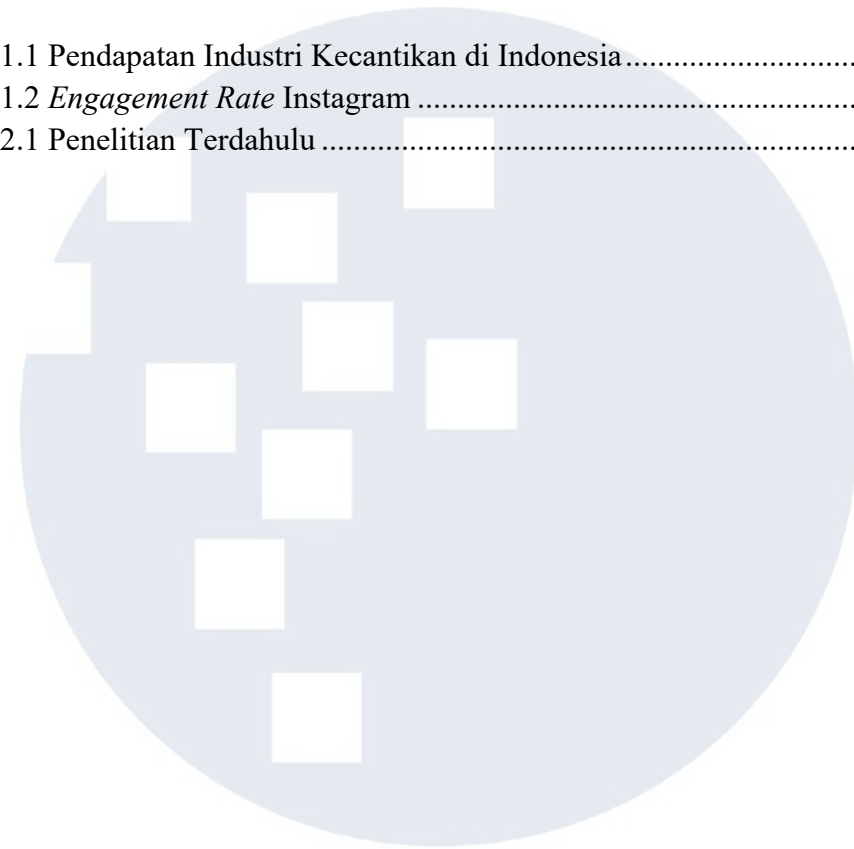 1.1 Pendapatan Industri Kecantikan di Indonesia..............................
1.2 Engagement Rate Instagram ........................................................
2.1 Penelitian Terdahulu ....................................................................